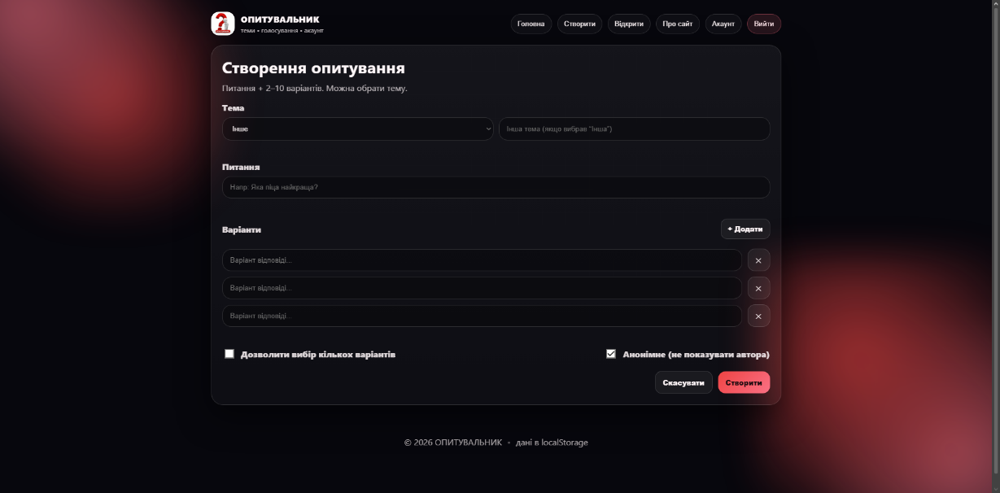 ОПИТУВАЛЬНИК
теми • голосування • акаунт
Головна
Створити
Відкрити
Про сайт
Акаунт
Вийти
Створення опитування
Питання + 2–10 варіантів. Можна обрати тему.
Тема
Інше
Інша тема (якщо вибрав "Інша")
Питання
Напр: Яка піца найкраща?
Варіанти
+ Додати
Варіант відповіді...
×
Варіант відповіді...
×
Варіант відповіді...
×
Дозволити вибір кількох варіантів
Анонімне (не показувати автора)
Скасувати
Створити
© 2026 ОПИТУВАЛЬНИК • дані в localStorage